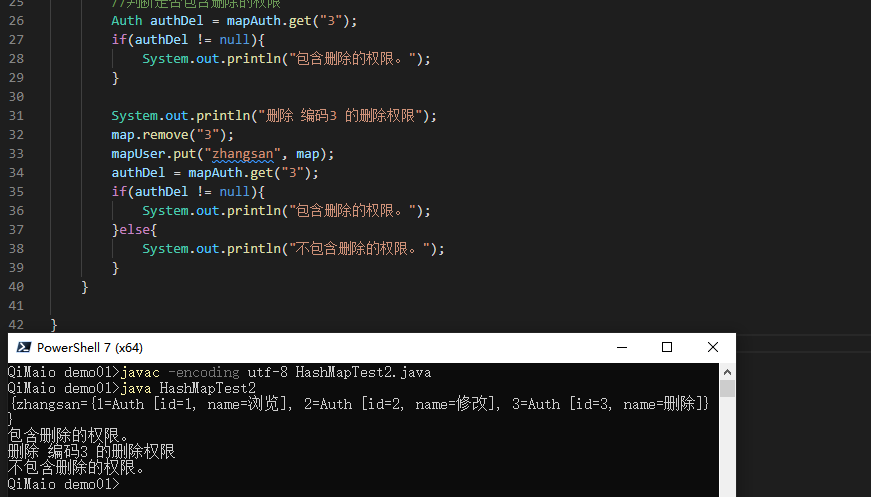 25 //判断是否包含删除的权限
26 Auth authDel = mapAuth.get("3");
27 if(authDel != null){
28 System.out.println("包含删除的权限。");
29 }
30
31 System.out.println("删除 编码3 的删除权限");
32 map.remove("3");
33 mapUser.put("zhangsan", map);
34 authDel = mapAuth.get("3");
35 if(authDel != null){
36 System.out.println("包含删除的权限。");
37 }else{
38 System.out.println("不包含删除的权限。");
39 }
40 }
41
42 }
PowerShell 7 (x64)
QiMaio demo01>javac -encoding utf-8 HashMapTest2.java
QiMaio demo01>java HashMapTest2
{zhangsan={1=Auth [id=1, name=浏览], 2=Auth [id=2, name=修改], 3=Auth [id=3, name=删除]}
}
包含删除的权限。
删除 编码3 的删除权限
不包含删除的权限。
QiMaio demo01>